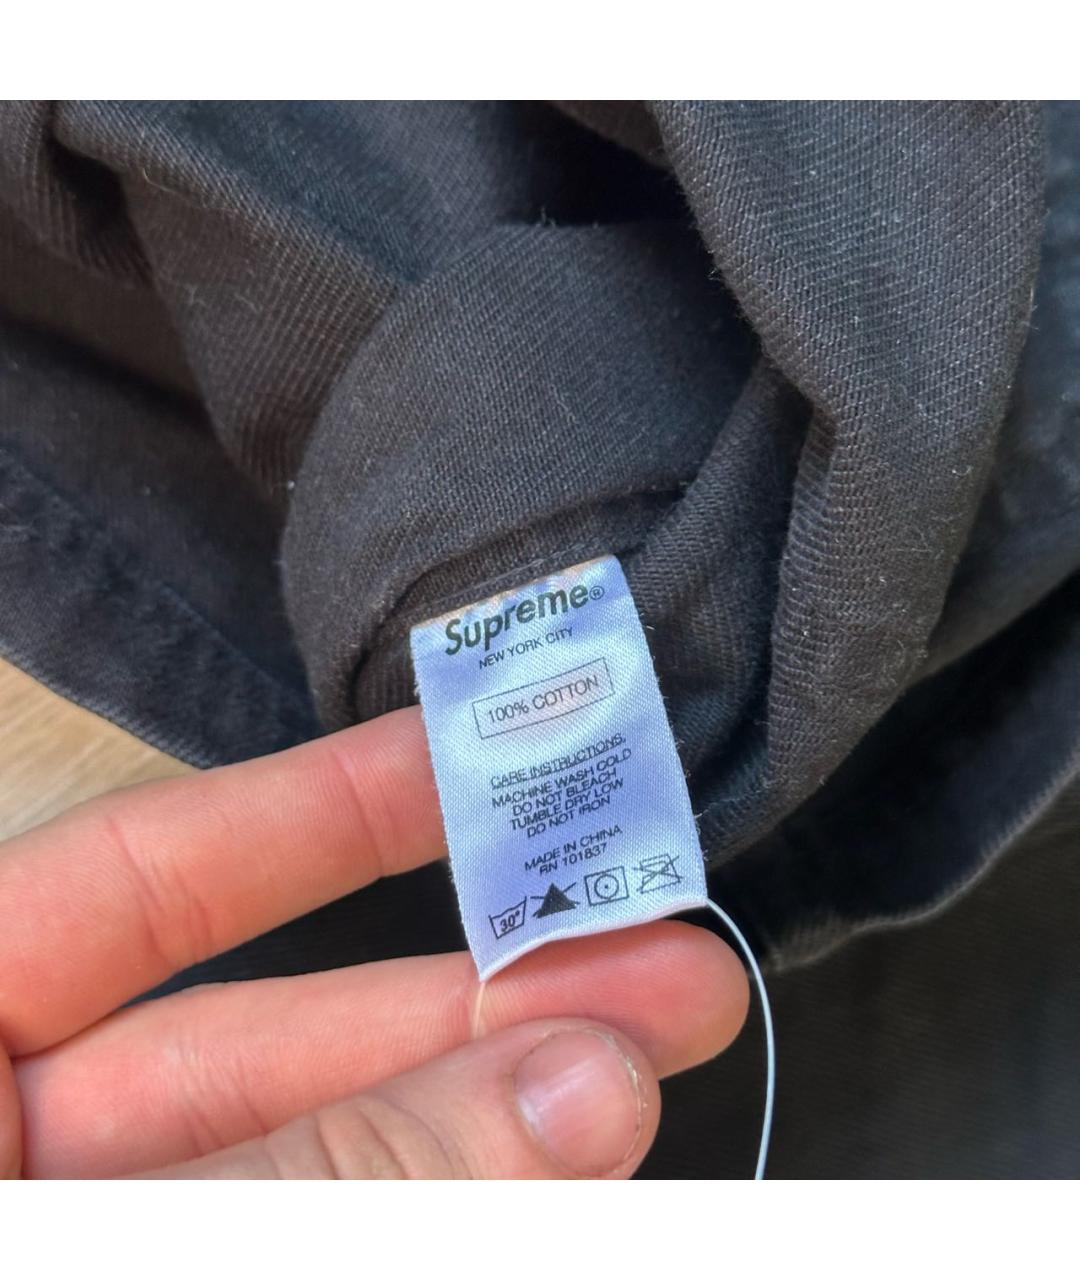 Supreme®
NEW YORK CITY
100% COTTON
CARE INSTRUCTIONS.
MACHINE WASH COLD
DO NOT BLEACH
TUMBLE DRY LOW
DO NOT IRON
MADE IN CHINA
RN 101837
30°